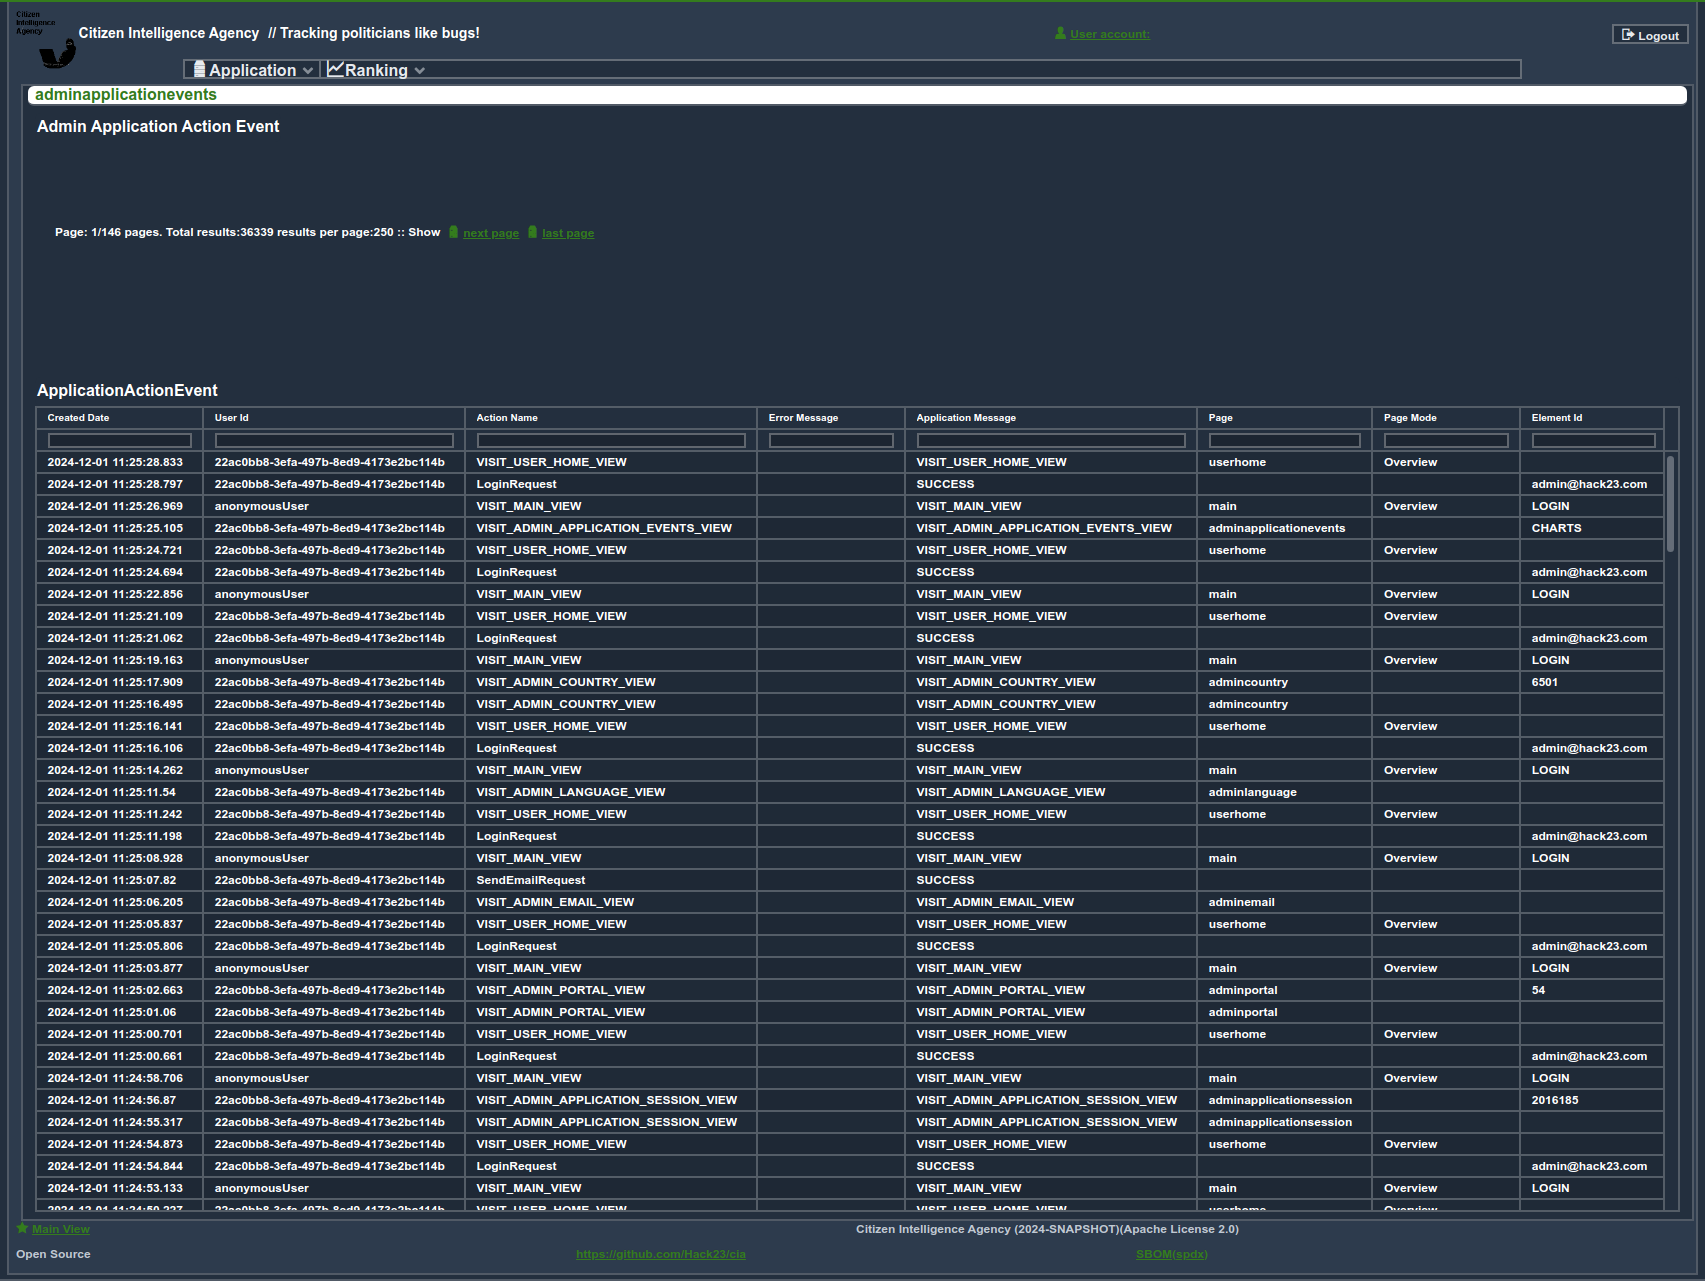 Citizen
Intelligence
Agency
Citizen Intelligence Agency // Tracking politicians like bugs!
User account:
Logout
Application Ranking
adminapplicationevents
Admin Application Action Event
Page: 1/146 pages. Total results:36339 results per page:250 :: Show next page last page
ApplicationActionEvent
Created Date User Id Action Name Error Message Application Message Page Page Mode Element Id
2024-12-01 11:25:28.833 22ac0bb8-3efa-497b-8ed9-4173e2bc114b VISIT_USER_HOME_VIEW VISIT_USER_HOME_VIEW userhome Overview
2024-12-01 11:25:28.797 22ac0bb8-3efa-497b-8ed9-4173e2bc114b LoginRequest SUCCESS admin@hack23.com
2024-12-01 11:25:26.969 anonymousUser VISIT_MAIN_VIEW VISIT_MAIN_VIEW main Overview LOGIN
2024-12-01 11:25:25.105 22ac0bb8-3efa-497b-8ed9-4173e2bc114b VISIT_ADMIN_APPLICATION_EVENTS_VIEW VISIT_ADMIN_APPLICATION_EVENTS_VIEW adminapplicationevents CHARTS
2024-12-01 11:25:24.721 22ac0bb8-3efa-497b-8ed9-4173e2bc114b VISIT_USER_HOME_VIEW VISIT_USER_HOME_VIEW userhome Overview
2024-12-01 11:25:24.694 22ac0bb8-3efa-497b-8ed9-4173e2bc114b LoginRequest SUCCESS admin@hack23.com
2024-12-01 11:25:22.856 anonymousUser VISIT_MAIN_VIEW VISIT_MAIN_VIEW main Overview LOGIN
2024-12-01 11:25:21.109 22ac0bb8-3efa-497b-8ed9-4173e2bc114b VISIT_USER_HOME_VIEW VISIT_USER_HOME_VIEW userhome Overview
2024-12-01 11:25:21.062 22ac0bb8-3efa-497b-8ed9-4173e2bc114b LoginRequest SUCCESS admin@hack23.com
2024-12-01 11:25:19.163 anonymousUser VISIT_MAIN_VIEW VISIT_MAIN_VIEW main Overview LOGIN
2024-12-01 11:25:17.909 22ac0bb8-3efa-497b-8ed9-4173e2bc114b VISIT_ADMIN_COUNTRY_VIEW VISIT_ADMIN_COUNTRY_VIEW admincountry 6501
2024-12-01 11:25:16.495 22ac0bb8-3efa-497b-8ed9-4173e2bc114b VISIT_ADMIN_COUNTRY_VIEW VISIT_ADMIN_COUNTRY_VIEW admincountry
2024-12-01 11:25:16.141 22ac0bb8-3efa-497b-8ed9-4173e2bc114b VISIT_USER_HOME_VIEW VISIT_USER_HOME_VIEW userhome Overview
2024-12-01 11:25:16.106 22ac0bb8-3efa-497b-8ed9-4173e2bc114b LoginRequest SUCCESS admin@hack23.com
2024-12-01 11:25:14.262 anonymousUser VISIT_MAIN_VIEW VISIT_MAIN_VIEW main Overview LOGIN
2024-12-01 11:25:11.54 22ac0bb8-3efa-497b-8ed9-4173e2bc114b VISIT_ADMIN_LANGUAGE_VIEW VISIT_ADMIN_LANGUAGE_VIEW adminlanguage
2024-12-01 11:25:11.242 22ac0bb8-3efa-497b-8ed9-4173e2bc114b VISIT_USER_HOME_VIEW VISIT_USER_HOME_VIEW userhome Overview
2024-12-01 11:25:11.198 22ac0bb8-3efa-497b-8ed9-4173e2bc114b LoginRequest SUCCESS admin@hack23.com
2024-12-01 11:25:08.928 anonymousUser VISIT_MAIN_VIEW VISIT_MAIN_VIEW main Overview LOGIN
2024-12-01 11:25:07.82 22ac0bb8-3efa-497b-8ed9-4173e2bc114b SendEmailRequest SUCCESS
2024-12-01 11:25:06.205 22ac0bb8-3efa-497b-8ed9-4173e2bc114b VISIT_ADMIN_EMAIL_VIEW VISIT_ADMIN_EMAIL_VIEW adminemail
2024-12-01 11:25:05.837 22ac0bb8-3efa-497b-8ed9-4173e2bc114b VISIT_USER_HOME_VIEW VISIT_USER_HOME_VIEW userhome Overview
2024-12-01 11:25:05.806 22ac0bb8-3efa-497b-8ed9-4173e2bc114b LoginRequest SUCCESS admin@hack23.com
2024-12-01 11:25:03.877 anonymousUser VISIT_MAIN_VIEW VISIT_MAIN_VIEW main Overview LOGIN
2024-12-01 11:25:02.663 22ac0bb8-3efa-497b-8ed9-4173e2bc114b VISIT_ADMIN_PORTAL_VIEW VISIT_ADMIN_PORTAL_VIEW adminportal 54
2024-12-01 11:25:01.06 22ac0bb8-3efa-497b-8ed9-4173e2bc114b VISIT_ADMIN_PORTAL_VIEW VISIT_ADMIN_PORTAL_VIEW adminportal
2024-12-01 11:25:00.701 22ac0bb8-3efa-497b-8ed9-4173e2bc114b VISIT_USER_HOME_VIEW VISIT_USER_HOME_VIEW userhome Overview
2024-12-01 11:25:00.661 22ac0bb8-3efa-497b-8ed9-4173e2bc114b LoginRequest SUCCESS admin@hack23.com
2024-12-01 11:24:58.706 anonymousUser VISIT_MAIN_VIEW VISIT_MAIN_VIEW main Overview LOGIN
2024-12-01 11:24:56.87 22ac0bb8-3efa-497b-8ed9-4173e2bc114b VISIT_ADMIN_APPLICATION_SESSION_VIEW VISIT_ADMIN_APPLICATION_SESSION_VIEW adminapplicationsession 2016185
2024-12-01 11:24:55.317 22ac0bb8-3efa-497b-8ed9-4173e2bc114b VISIT_ADMIN_APPLICATION_SESSION_VIEW VISIT_ADMIN_APPLICATION_SESSION_VIEW adminapplicationsession
2024-12-01 11:24:54.873 22ac0bb8-3efa-497b-8ed9-4173e2bc114b VISIT_USER_HOME_VIEW VISIT_USER_HOME_VIEW userhome Overview
2024-12-01 11:24:54.844 22ac0bb8-3efa-497b-8ed9-4173e2bc114b LoginRequest SUCCESS admin@hack23.com
2024-12-01 11:24:53.133 anonymousUser VISIT_MAIN_VIEW VISIT_MAIN_VIEW main Overview LOGIN
Main View Citizen Intelligence Agency (2024-SNAPSHOT)(Apache License 2.0)
Open Source https://github.com/Hack23/cia SBOM(spdx)